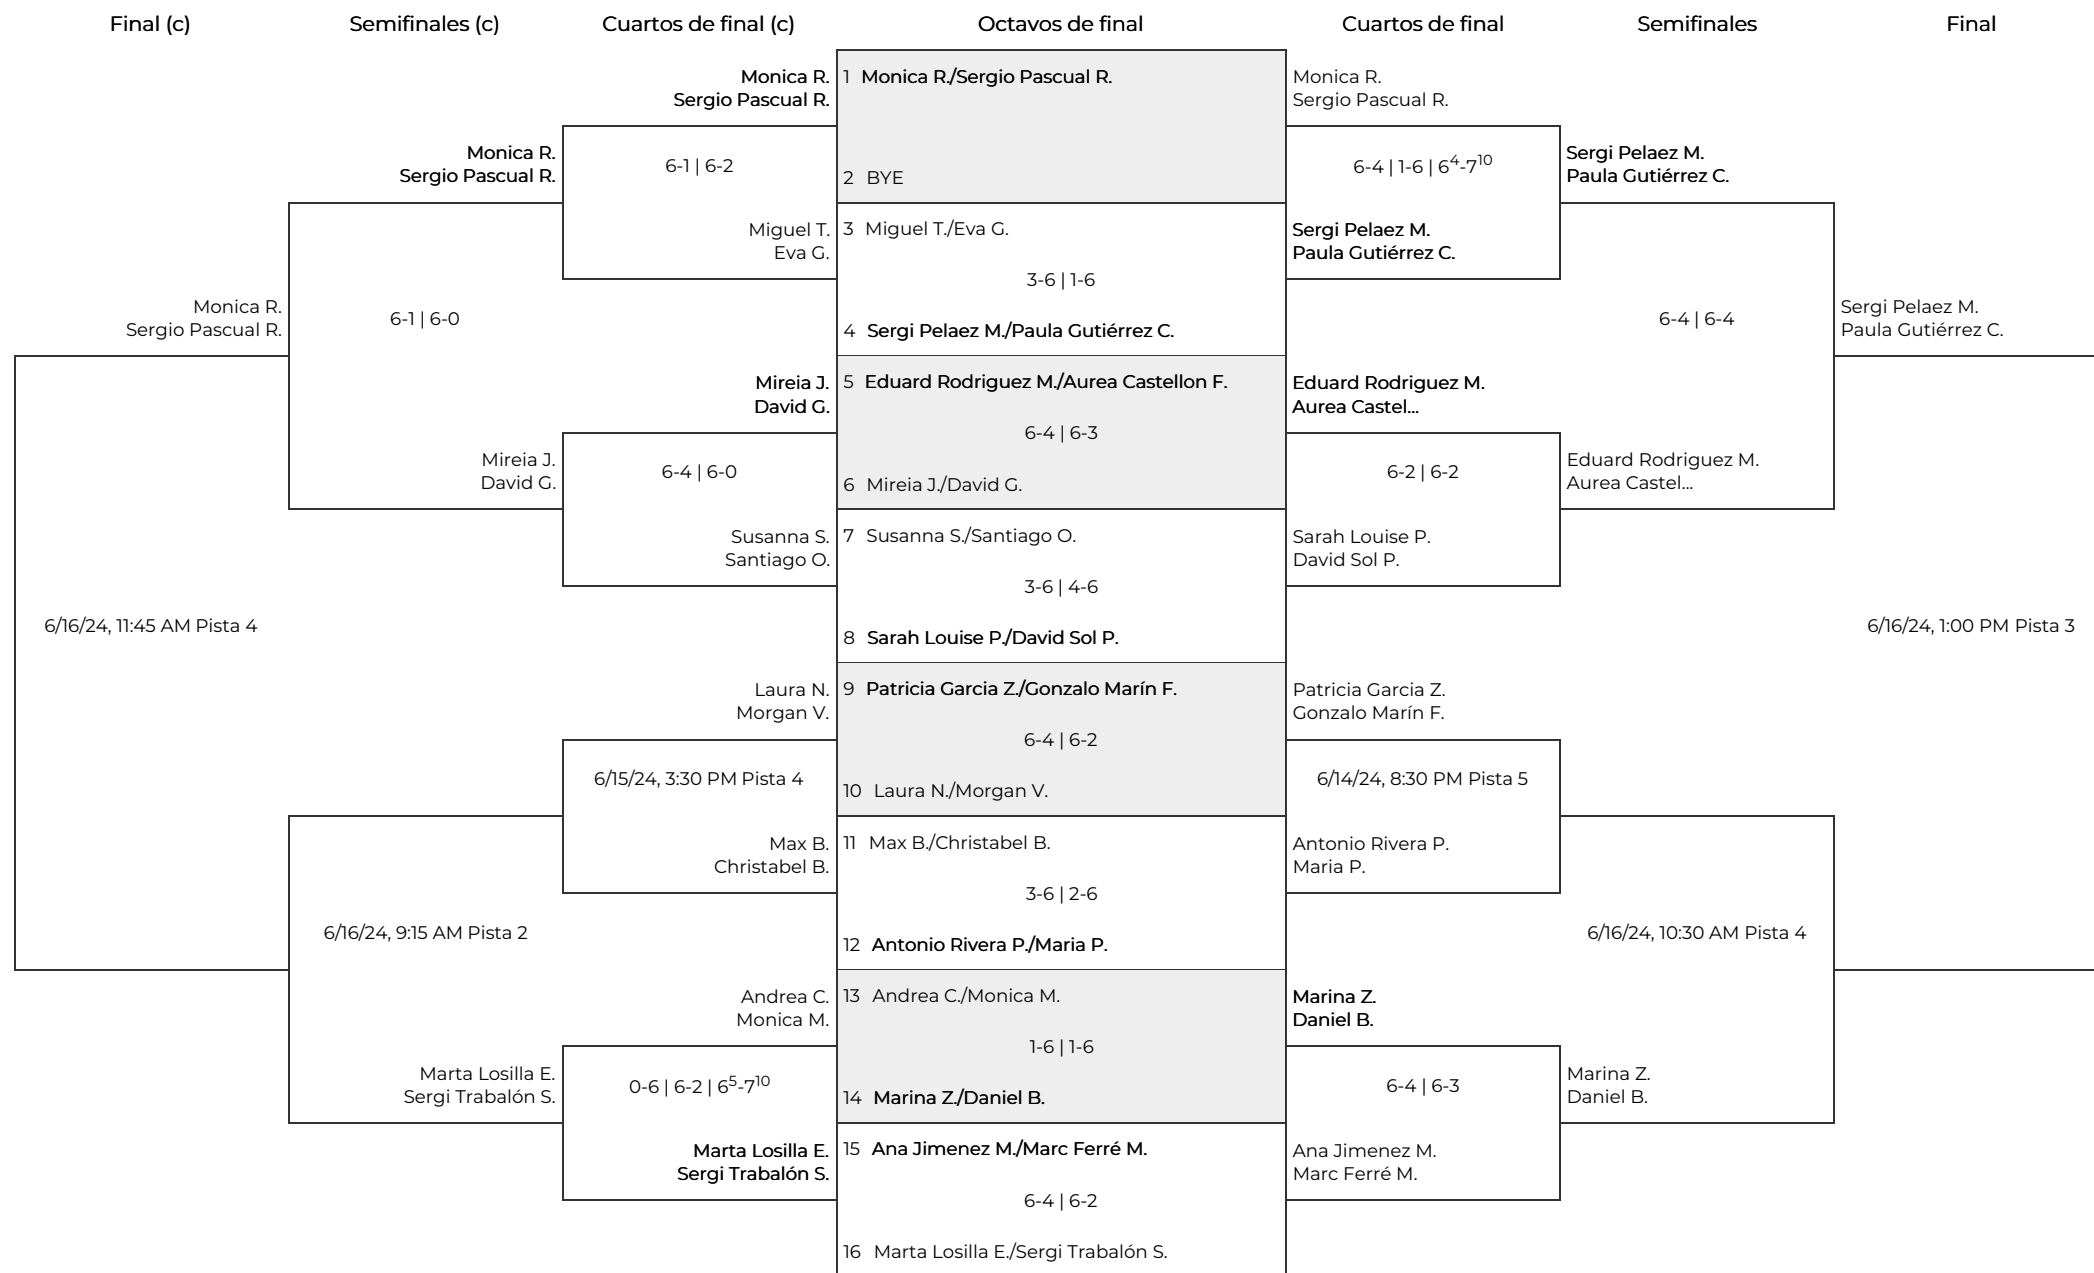 Final (c)
Semifinales (c)
Cuartos de final (c)
Octavos de final
Cuartos de final
Semifinales
Final
Monica R.
Sergio Pascual R.
6-1 | 6-0
6/16/24, 11:45 AM Pista 4
Monica R.
Sergio Pascual R.
6-1 | 6-2
Mireia J.
David G.
6/16/24, 9:15 AM Pista 2
Marta Losilla E.
Sergi Trabalón S.
Monica R.
Sergio Pascual R.
Miguel T.
Eva G.
Mireia J.
David G.
6-4 | 6-0
Susanna S.
Santiago O.
Laura N.
Morgan V.
6/15/24, 3:30 PM Pista 4
Max B.
Christabel B.
Andrea C.
Monica M.
0-6 | 6-2 | 6⁵-7¹⁰
Marta Losilla E.
Sergi Trabalón S.
1 Monica R./Sergio Pascual R.
2 BYE
3 Miguel T./Eva G.
3-6 | 1-6
4 Sergi Pelaez M./Paula Gutiérrez C.
5 Eduard Rodriguez M./Aurea Castellon F.
6-4 | 6-3
6 Mireia J./David G.
7 Susanna S./Santiago O.
3-6 | 4-6
8 Sarah Louise P./David Sol P.
9 Patricia Garcia Z./Gonzalo Marín F.
6-4 | 6-2
10 Laura N./Morgan V.
11 Max B./Christabel B.
3-6 | 2-6
12 Antonio Rivera P./Maria P.
13 Andrea C./Monica M.
1-6 | 1-6
14 Marina Z./Daniel B.
15 Ana Jimenez M./Marc Ferré M.
6-4 | 6-2
16 Marta Losilla E./Sergi Trabalón S.
Monica R.
Sergio Pascual R.
6-4 | 1-6 | 6⁴-7¹⁰
Sergi Pelaez M.
Paula Gutiérrez C.
Eduard Rodriguez M.
Aurea Castel...
6-2 | 6-2
Sarah Louise P.
David Sol P.
Patricia Garcia Z.
Gonzalo Marín F.
6/14/24, 8:30 PM Pista 5
Antonio Rivera P.
Maria P.
Marina Z.
Daniel B.
6-4 | 6-3
Ana Jimenez M.
Marc Ferré M.
Sergi Pelaez M.
Paula Gutiérrez C.
6-4 | 6-4
Eduard Rodriguez M.
Aurea Castel...
6/16/24, 10:30 AM Pista 4
Marina Z.
Daniel B.
Sergi Pelaez M.
Paula Gutiérrez C.
6/16/24, 1:00 PM Pista 3